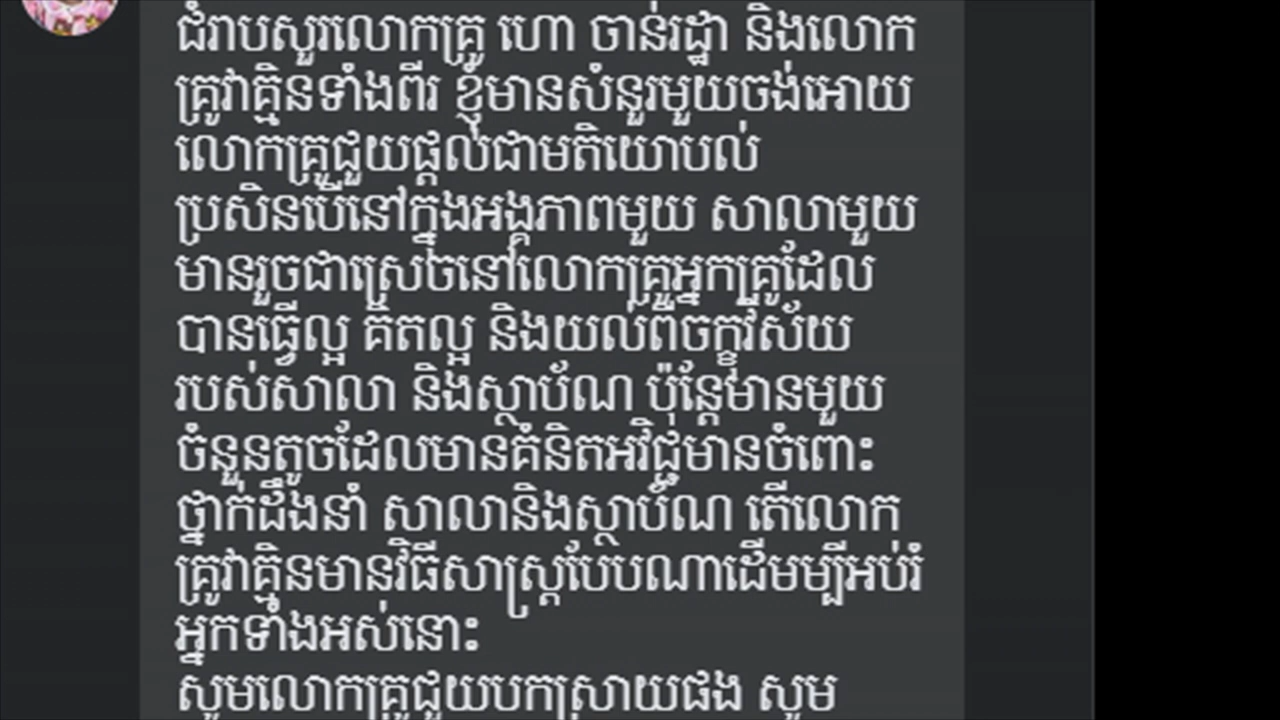 ជំរាបសួរលោកគ្រូ ហោ ចាន់រដ្ឋា និងលោក
គ្រូវាគ្មិនទាំងពីរ ខ្ញុំមានសំនួរមួយចង់អោយ
លោកគ្រូជួយផ្តល់ជាមតិយោបល់
ប្រសិនបើនៅក្នុងអង្គភាពមួយ សាលាមួយ
មានរួចជាស្រេចនៅលោកគ្រូអ្នកគ្រូដែល
បានធ្វើល្អ គិតល្អ និងយល់ពីចក្ខុវិស័យ
របស់សាលា និងស្ថាប័ណ ប៉ុន្តែមានមួយ
ចំនួនតូចដែលមានគំនិតអវិជ្ជមានចំពោះ
ថ្នាក់ដឹងនាំ សាលានិងស្ថាប័ណ តើលោក
គ្រូវាគ្មិនមានវិធីសាស្ត្របែបណាដើមម្បីអប់រំ
អ្នកទាំងអស់នោះ
សូមលោកគ្រូជួយបកស្រាយផង សូម